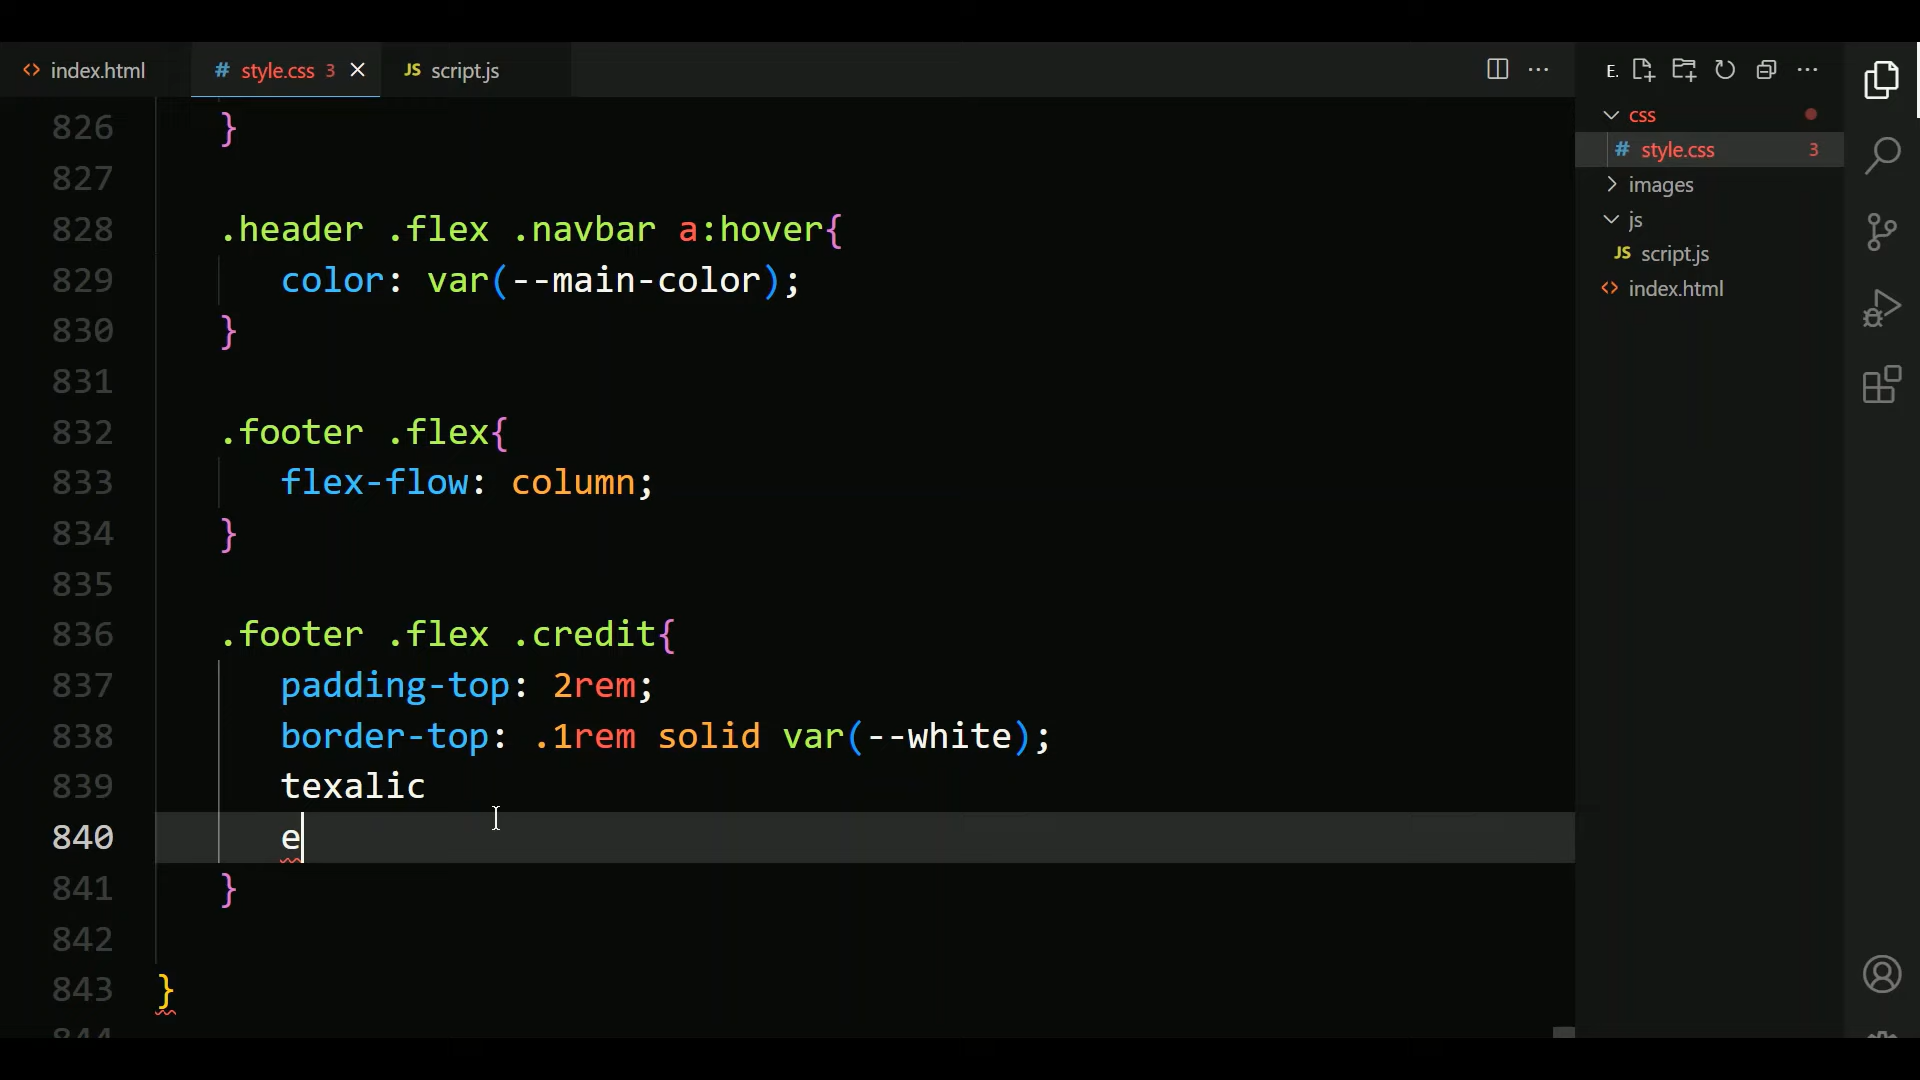 index.html
style.css 3
script.js
E.
826 }
827
828 .header .flex .navbar a:hover{
829 color: var(--main-color);
830 }
831
832 .footer .flex{
833 flex-flow: column;
834 }
835
836 .footer .flex .credit{
837 padding-top: 2rem;
838 border-top: .1rem solid var(--white);
839 texalic
840 e
841 }
842
843 }
844
css
# style.css 3
images
js
JS script.js
index.html